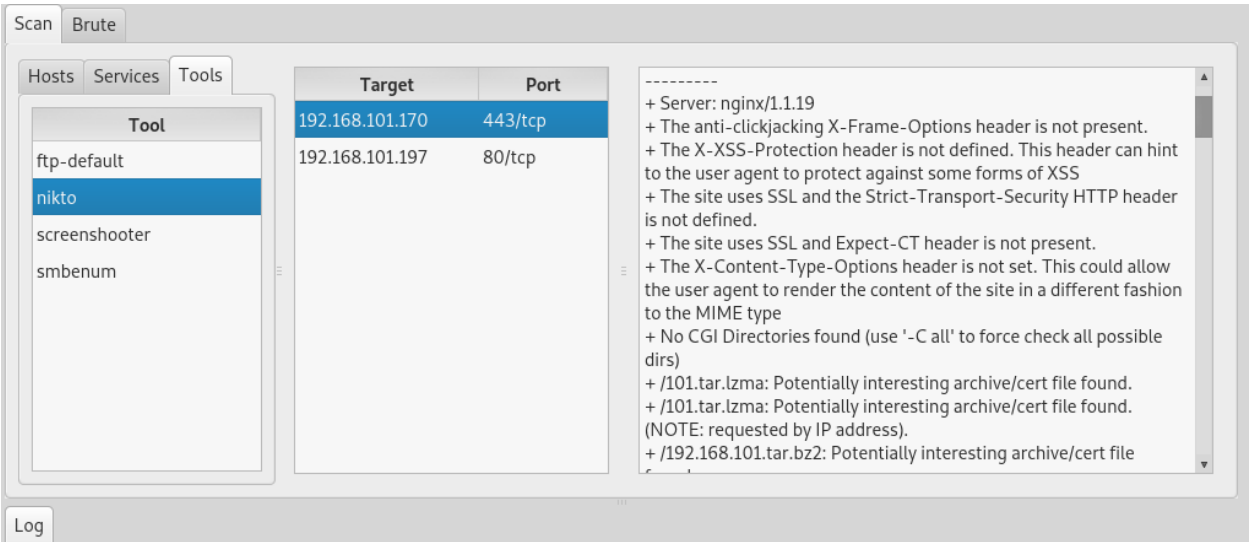 Scan Brute
Hosts Services Tools
Tool
ftp-default
nikto
screenshooter
smbenum
Target Port
192.168.101.170 443/tcp
192.168.101.197 80/tcp
---------
+ Server: nginx/1.1.19
+ The anti-clickjacking X-Frame-Options header is not present.
+ The X-XSS-Protection header is not defined. This header can hint
to the user agent to protect against some forms of XSS
+ The site uses SSL and the Strict-Transport-Security HTTP header
is not defined.
+ The site uses SSL and Expect-CT header is not present.
+ The X-Content-Type-Options header is not set. This could allow
the user agent to render the content of the site in a different fashion
to the MIME type
+ No CGI Directories found (use '-C all' to force check all possible
dirs)
+ /101.tar.lzma: Potentially interesting archive/cert file found.
+ /101.tar.lzma: Potentially interesting archive/cert file found.
(NOTE: requested by IP address).
+ /192.168.101.tar.bz2: Potentially interesting archive/cert file
Log